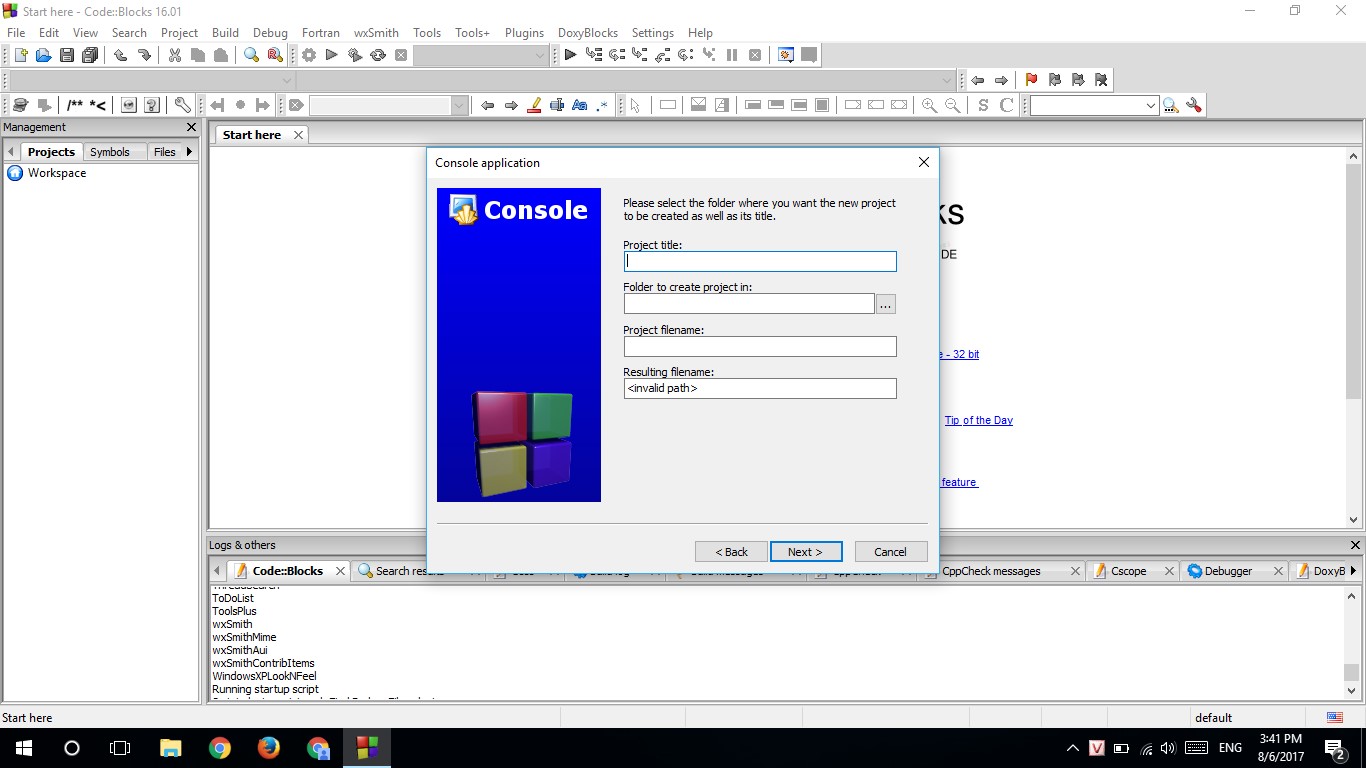 Start here - Code::Blocks 16.01
File Edit View Search Project Build Debug Fortran wxSmith Tools Tools+ Plugins DoxyBlocks Settings Help
/** *<
Aa .*
S C
Management
Start here
Projects Symbols Files
Workspace
Console application
Console
Please select the folder where you want the new project
to be created as well as its title.
Project title:
Folder to create project in:
...
Project filename:
Resulting filename:
<invalid path>
< Back Next > Cancel
DE
- 32 bit
Tip of the Day
feature
Logs & others
Code::Blocks Search CppCheck messages Cscope Debugger DoxyB
ToDoList
ToolsPlus
wxSmith
wxSmithMime
wxSmithAui
wxSmithContribItems
WindowsXPLookNFeel
Running startup script
Start here default
V ENG 3:41 PM
8/6/2017 2